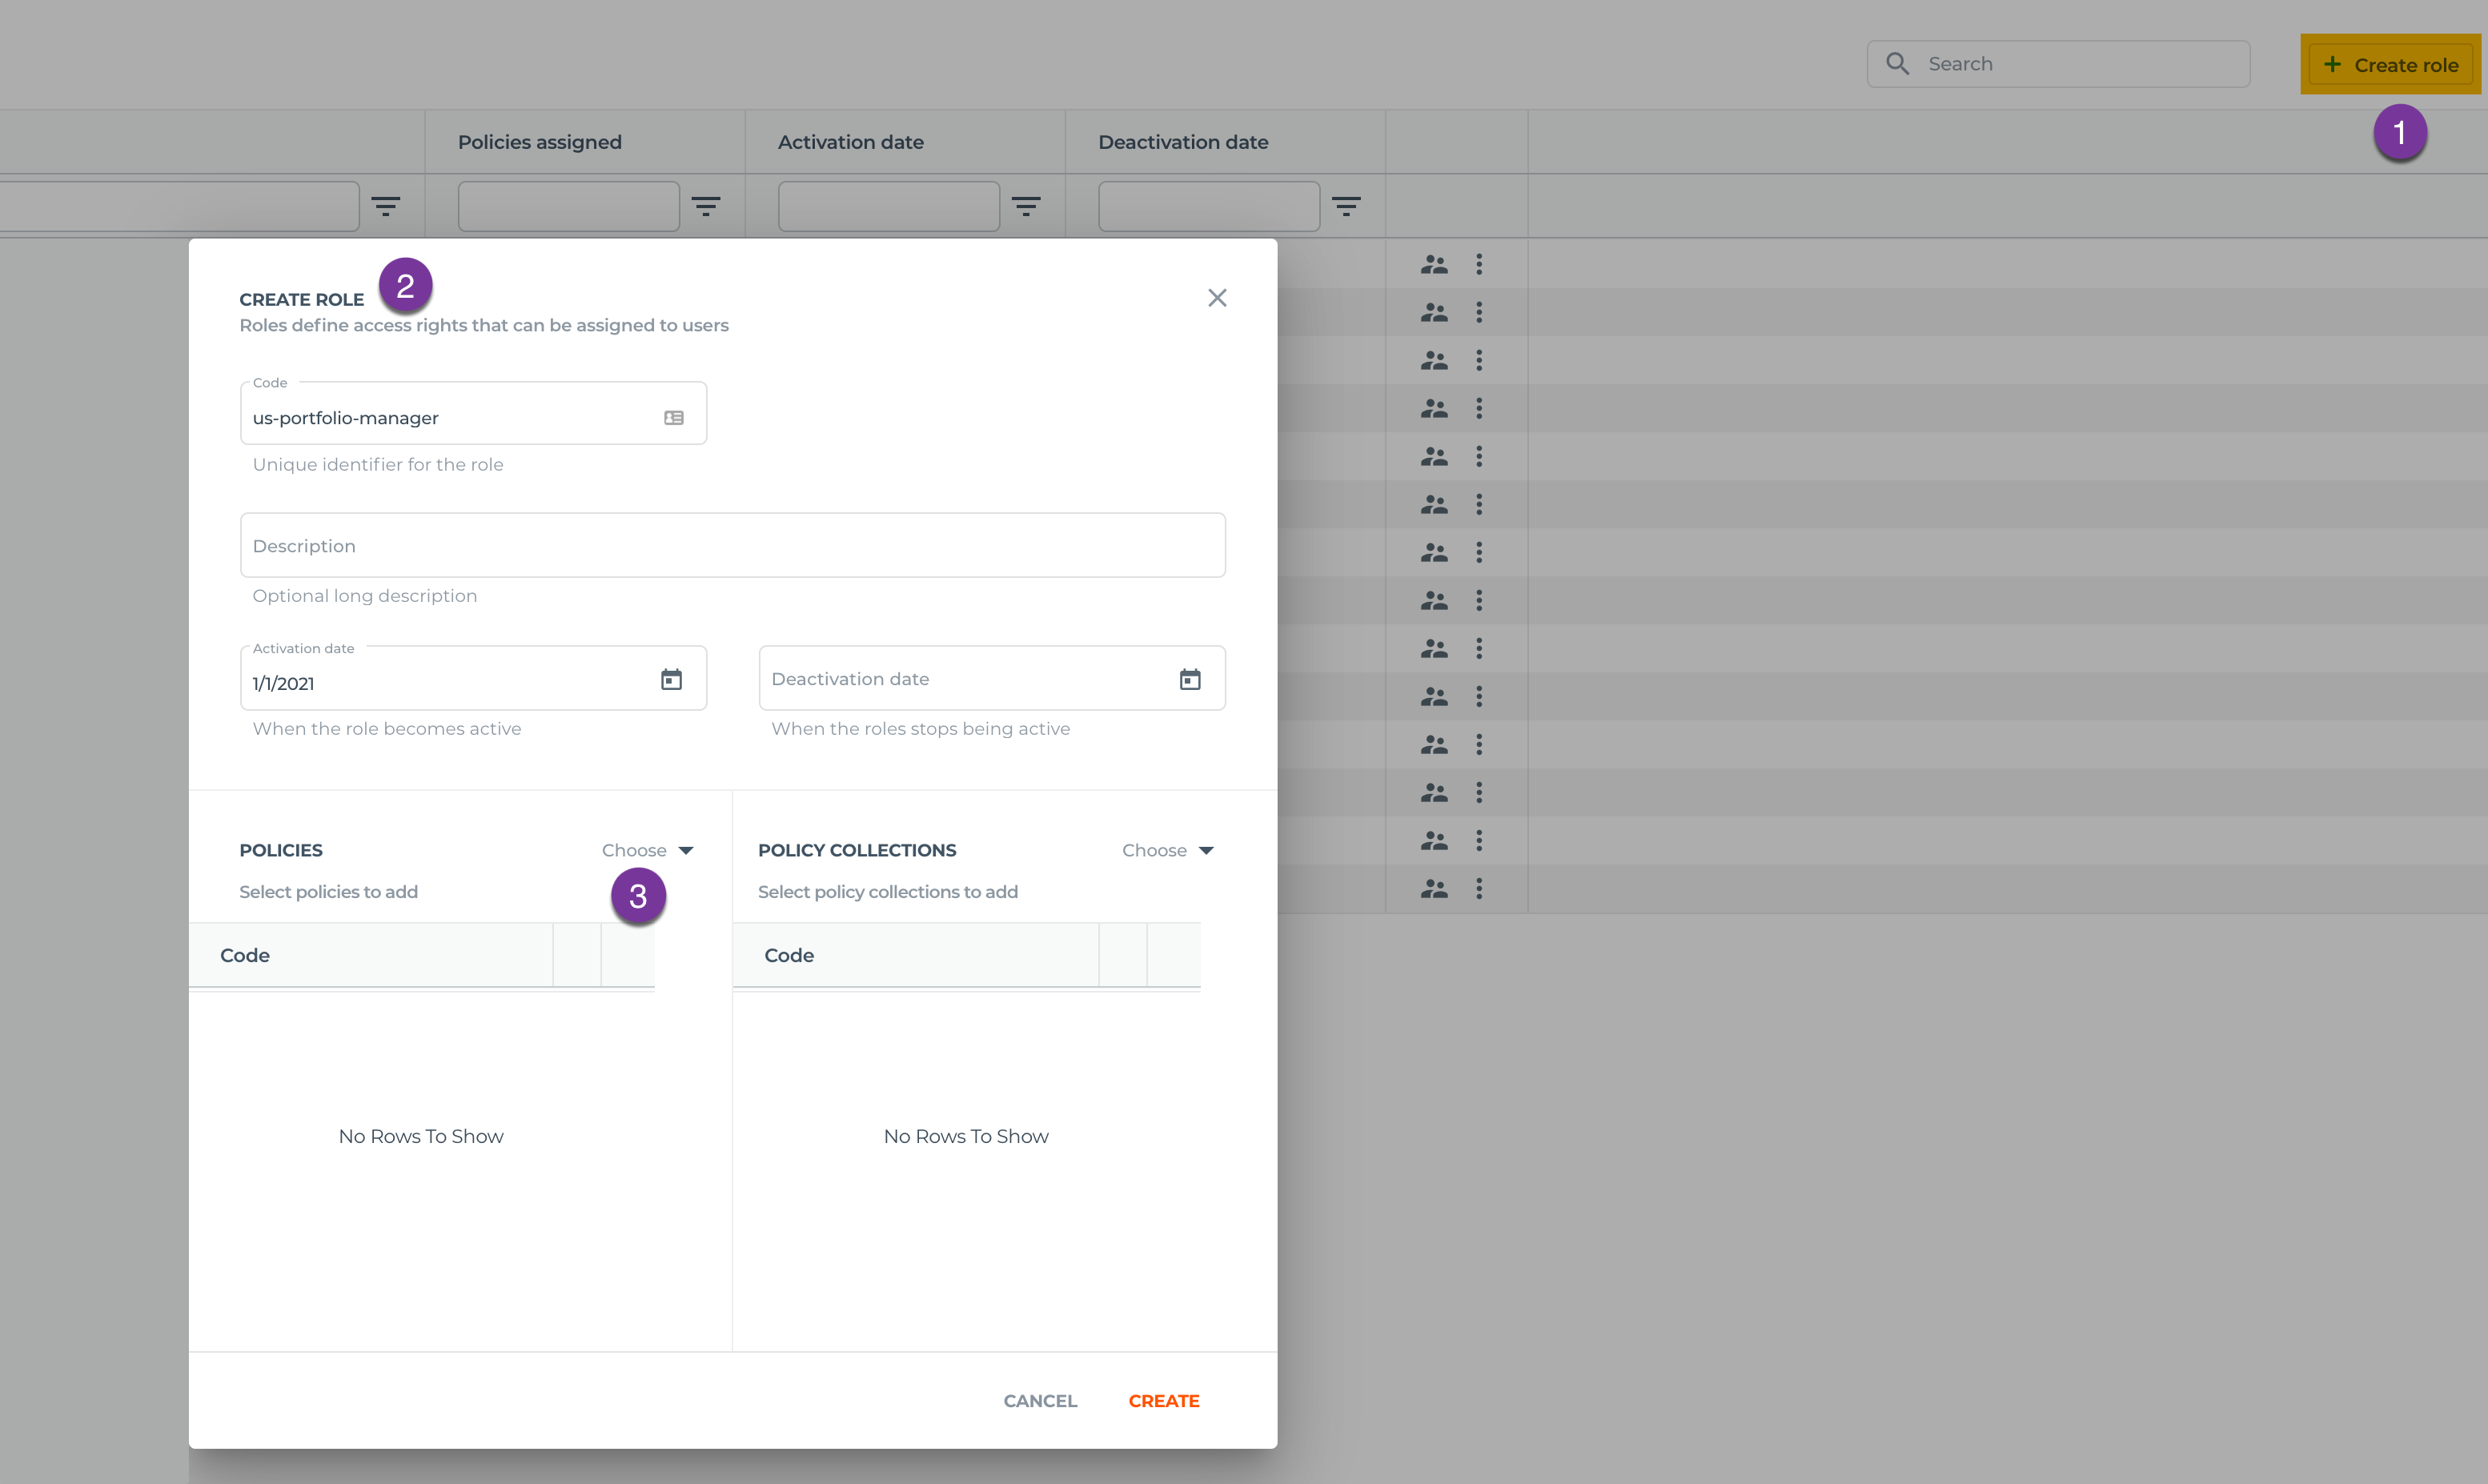 Search
+ Create role
1
Policies assigned
Activation date
Deactivation date
CREATE ROLE
2
Roles define access rights that can be assigned to users
Code
us-portfolio-manager
Unique identifier for the role
Description
Optional long description
Activation date
1/1/2021
When the role becomes active
Deactivation date
When the roles stops being active
POLICIES
Choose
Select policies to add
3
Code
No Rows To Show
POLICY COLLECTIONS
Choose
Select policy collections to add
Code
No Rows To Show
CANCEL
CREATE